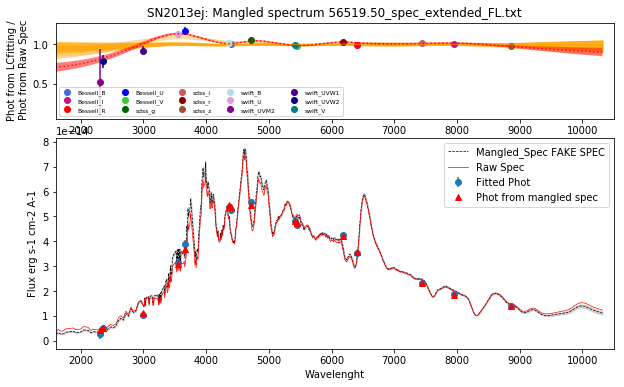 SN2013ej: Mangled spectrum 56519.50_spec_extended_FL.txt
Phot from LCfitting /
Phot from Raw Spec
1.0
0.5
Bessell_B
Bessell_I
Bessell_R
Bessell_U
Bessell_V
sdss_g
sdss_i
sdss_r
sdss_z
swift_B
swift_U
swift_UVM2
swift_UVW1
swift_UVW2
swift_V
2000 3000 4000 5000 6000 7000 8000 9000 10000
1e-14
Flux erg s-1 cm-2 A-1
8
7
6
5
4
3
2
1
0
Mangled_Spec FAKE SPEC
Raw Spec
Fitted Phot
Phot from mangled spec
2000 3000 4000 5000 6000 7000 8000 9000 10000
Wavelenght